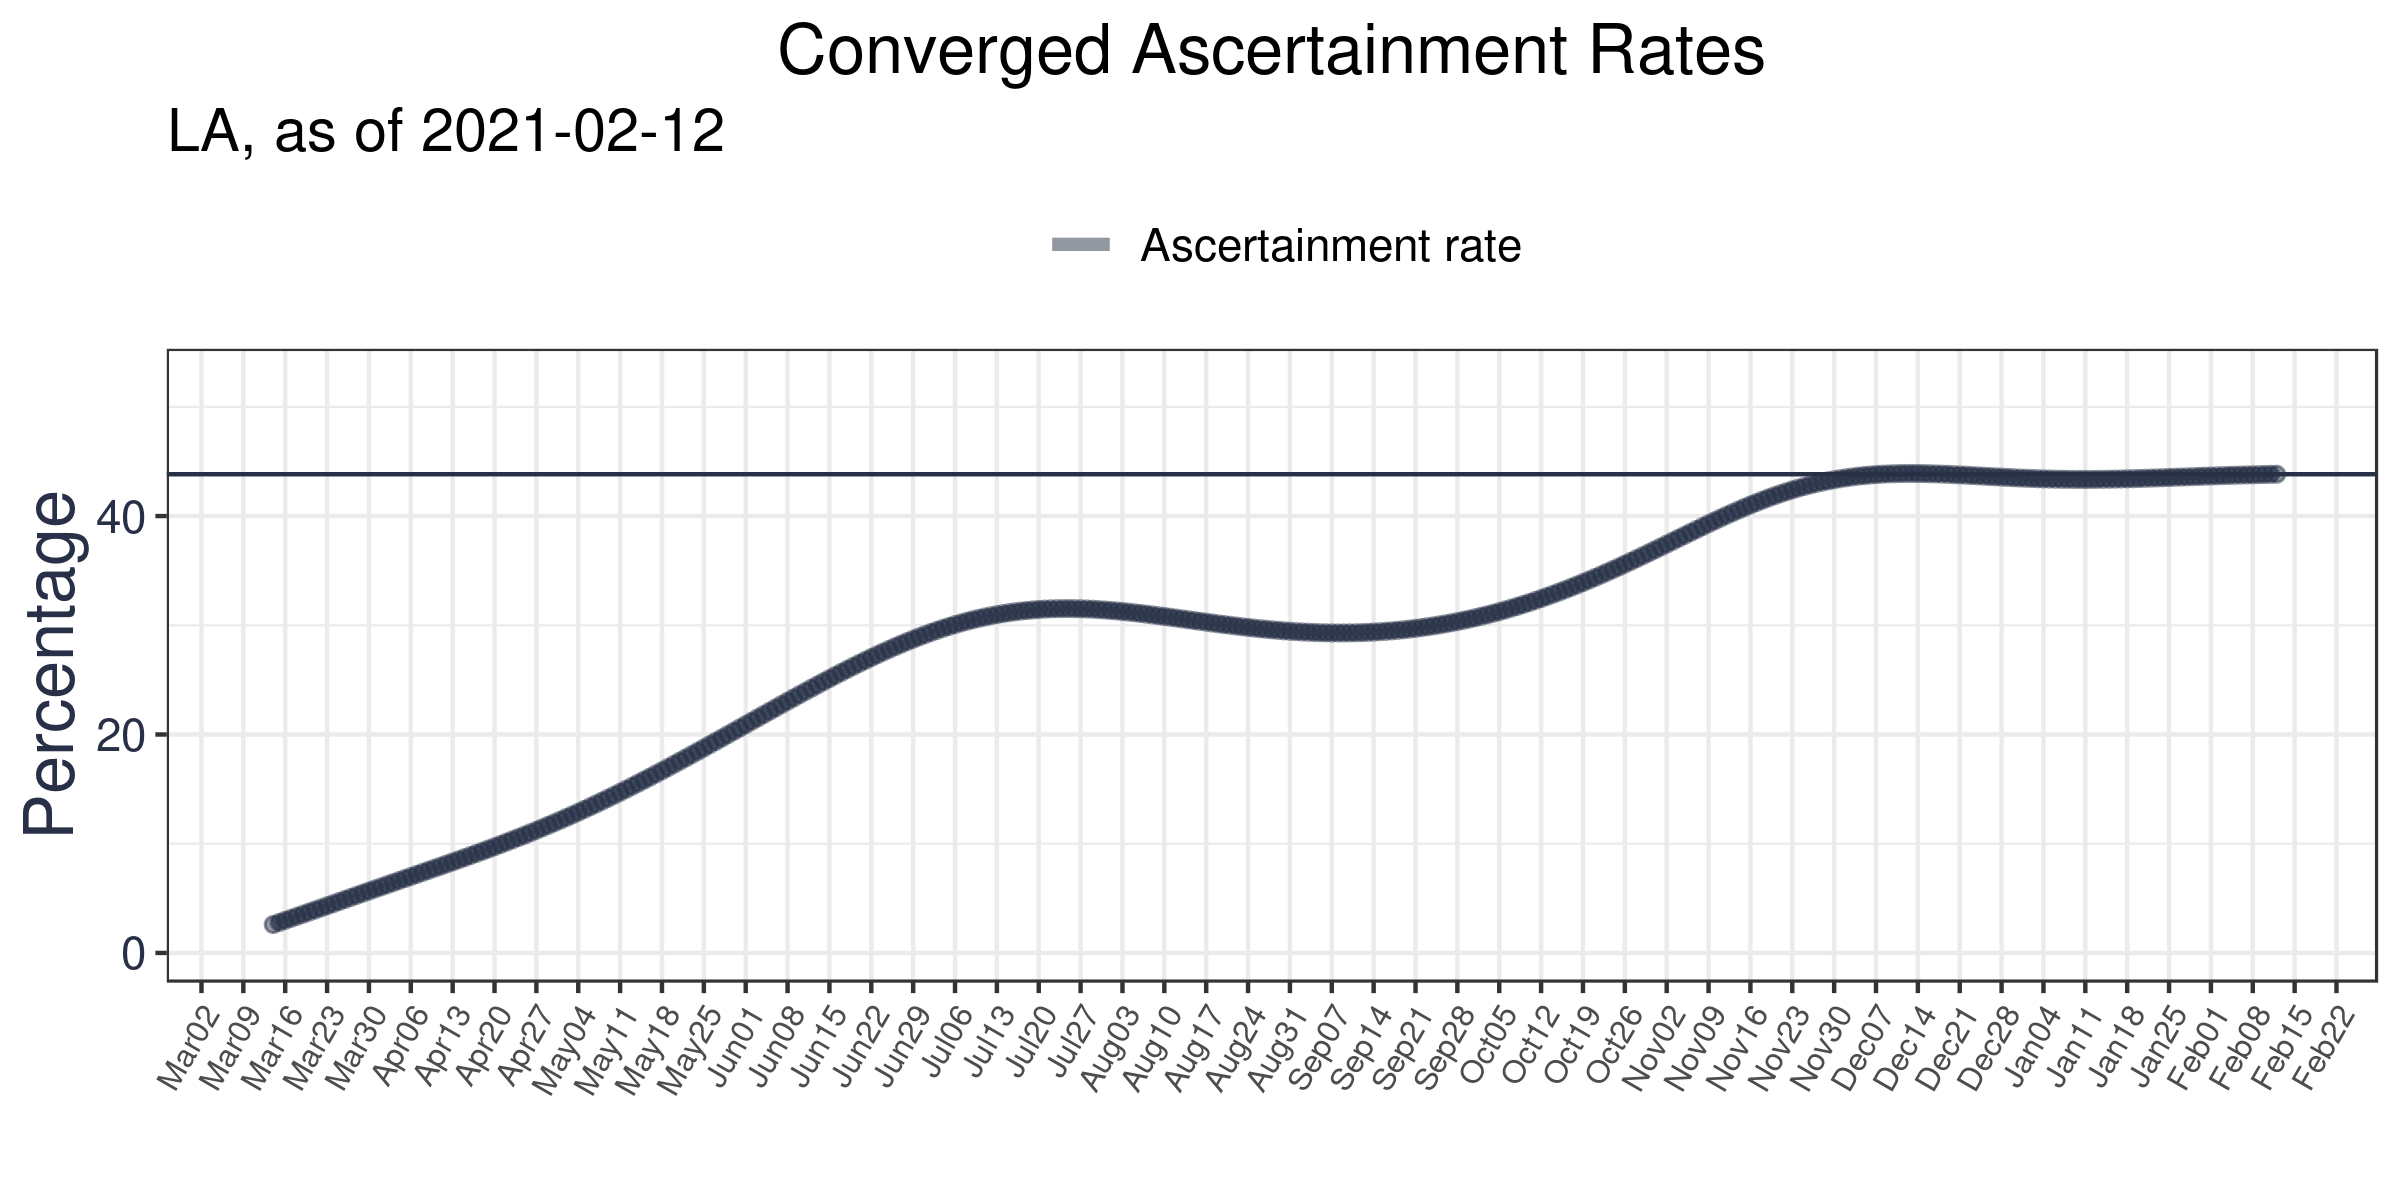 Converged Ascertainment Rates
LA, as of 2021-02-12
Ascertainment rate
Percentage
40
20
0
Mar02
Mar09
Mar16
Mar23
Mar30
Apr06
Apr13
Apr20
Apr27
May04
May11
May18
May25
Jun01
Jun08
Jun15
Jun22
Jun29
Jul06
Jul13
Jul20
Jul27
Aug03
Aug10
Aug17
Aug24
Aug31
Sep07
Sep14
Sep21
Sep28
Oct05
Oct12
Oct19
Oct26
Nov02
Nov09
Nov16
Nov23
Nov30
Dec07
Dec14
Dec21
Dec28
Jan04
Jan11
Jan18
Jan25
Feb01
Feb08
Feb15
Feb22